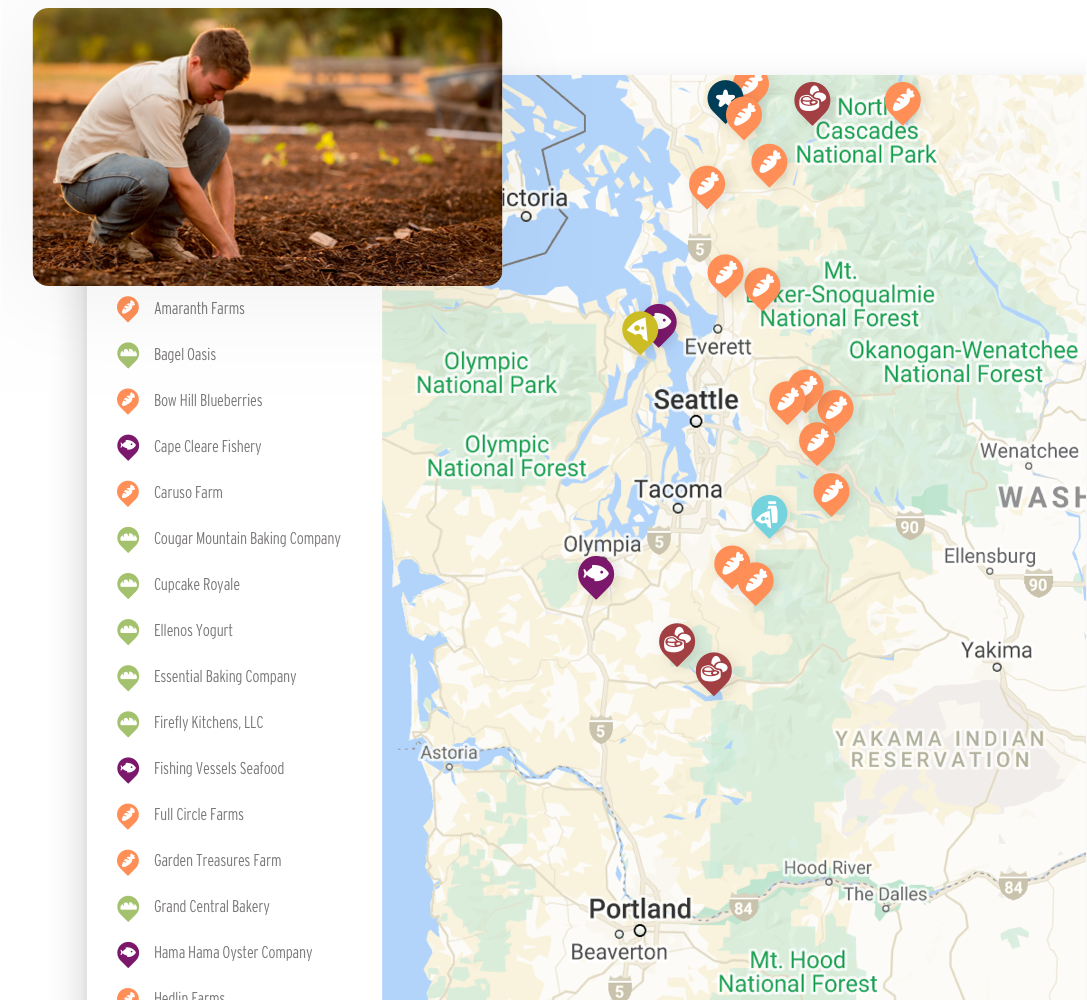 Amaranth Farms
Bagel Oasis
Bow Hill Blueberries
Cape Cleare Fishery
Caruso Farm
Cougar Mountain Baking Company
Cupcake Royale
Ellenos Yogurt
Essential Baking Company
Firefly Kitchens, LLC
Fishing Vessels Seafood
Full Circle Farms
Garden Treasures Farm
Grand Central Bakery
Hama Hama Oyster Company
Hedlin Farms
North
Cascades
National Park
ictoria
5
Mt.
Baker-Snoqualmie
National Forest
Everett
Okanogan-Wenatchee
National Forest
Olympic
National Park
Seattle
Olympic
National Forest
Wenatchee
Tacoma
WASH
90
Olympia
5
Ellensburg
90
Yakima
5
YAKAMA INDIAN
RESERVATION
Astoria
Hood River
The Dalles
84
84
Portland
Beaverton
Mt. Hood
National Forest
5